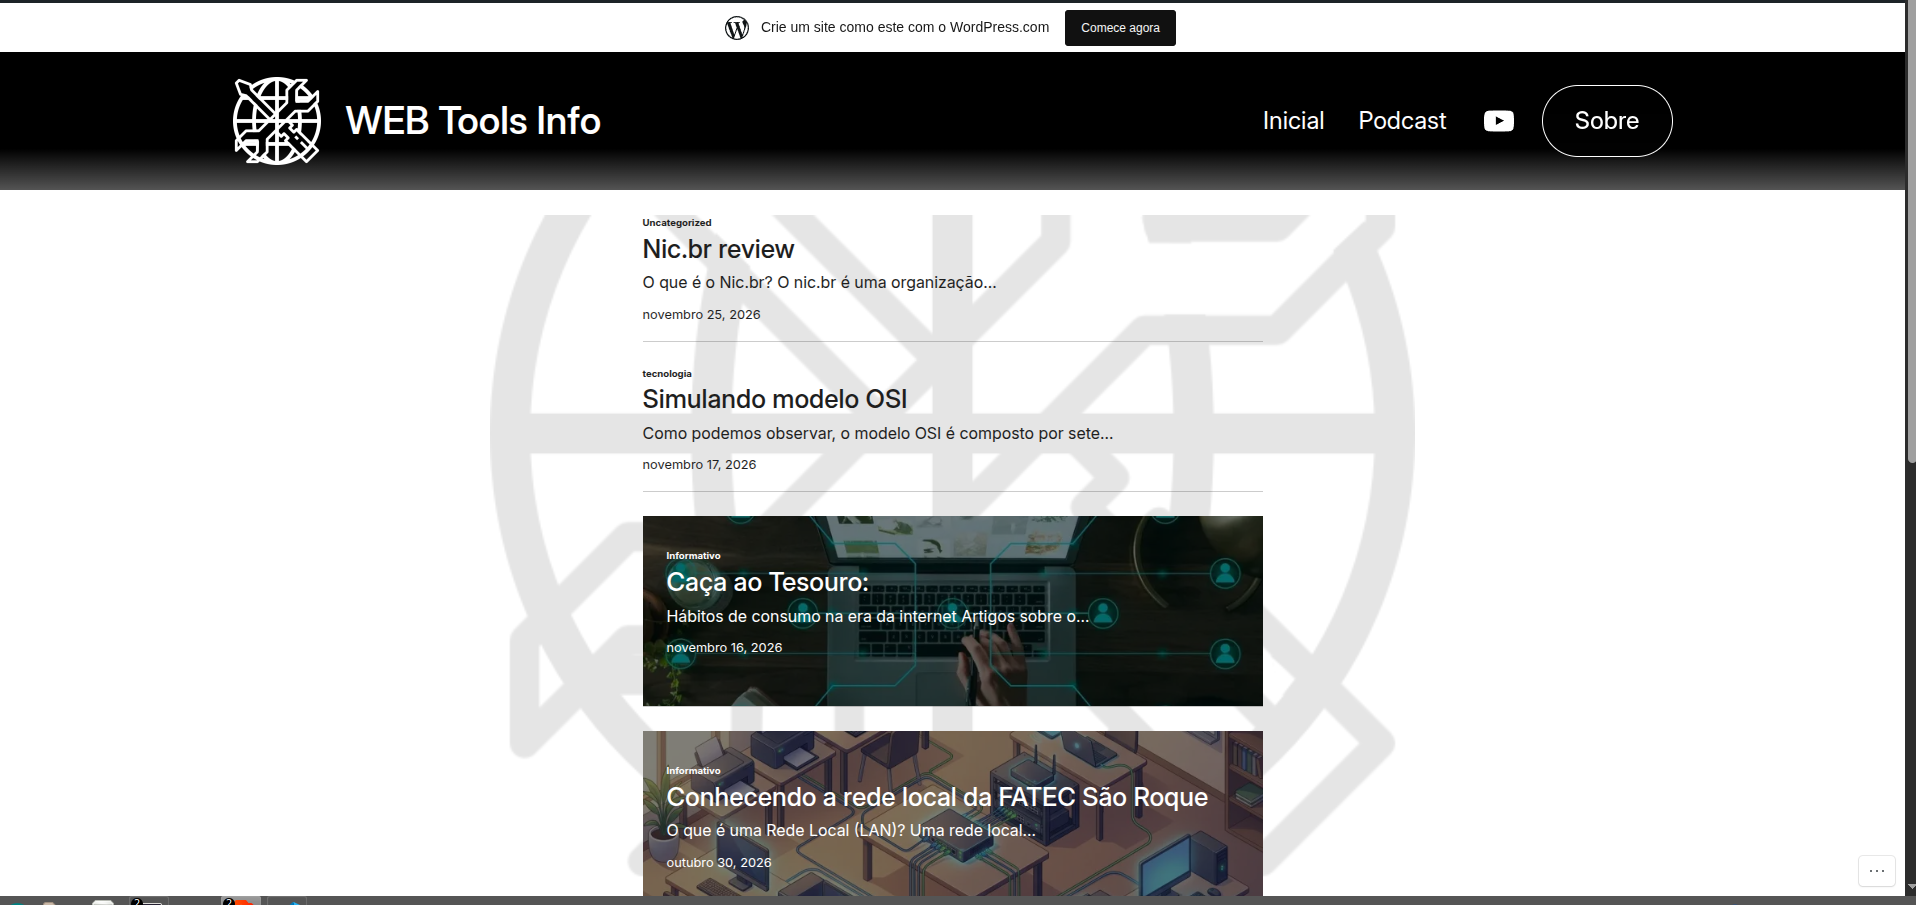 Crie um site como este com o WordPress.com
Comece agora
WEB Tools Info
Inicial
Podcast
Sobre
Uncategorized
Nic.br review
O que é o Nic.br? O nic.br é uma organização...
novembro 25, 2026
tecnologia
Simulando modelo OSI
Como podemos observar, o modelo OSI é composto por sete...
novembro 17, 2026
Informativo
Caça ao Tesouro:
Hábitos de consumo na era da internet Artigos sobre o...
novembro 16, 2026
Informativo
Conhecendo a rede local da FATEC São Roque
O que é uma Rede Local (LAN)? Uma rede local...
outubro 30, 2026
2
2